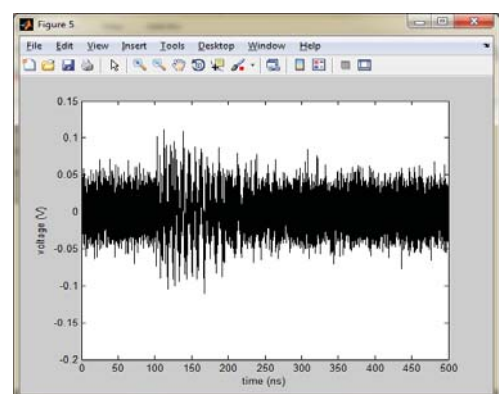 Figure 5
File Edit View Insert Tools Desktop Window Help
0.15
0.1
0.05
0
-0.05
-0.1
-0.15
-0.2
voltage (V)
0 50 100 150 200 250 300 350 400 450 500
time (ns)